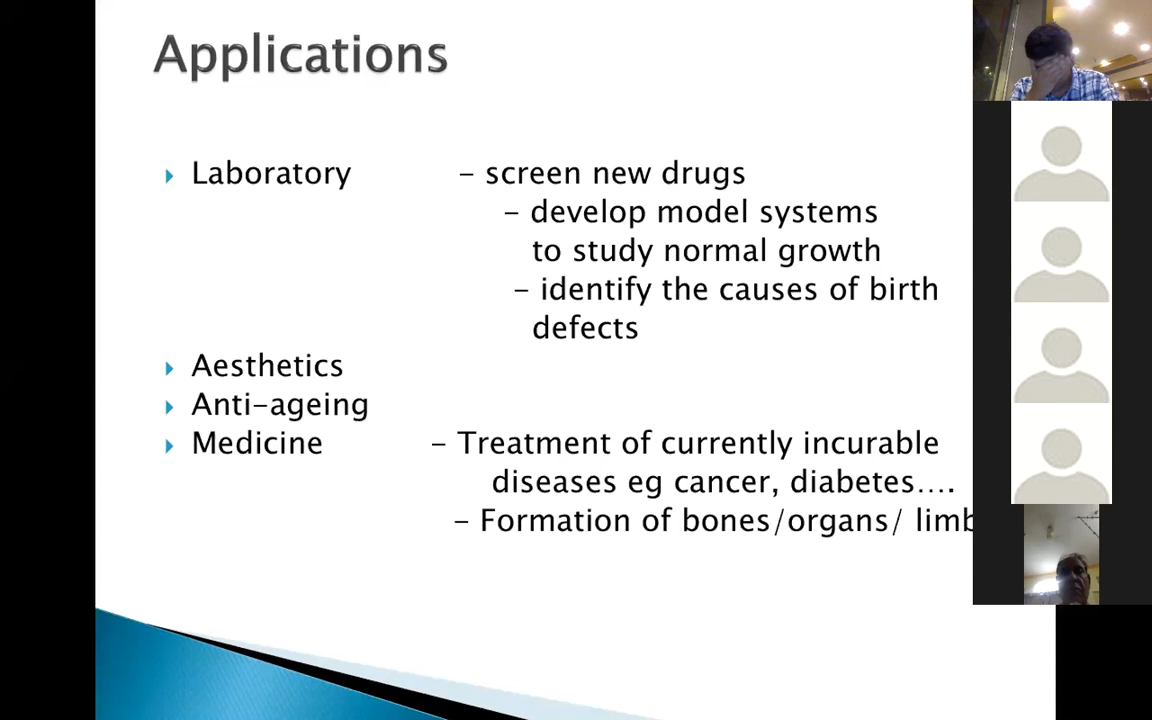 Applications
Laboratory - screen new drugs
- develop model systems
to study normal growth
- identify the causes of birth
defects
Aesthetics
Anti-ageing
Medicine - Treatment of currently incurable
diseases eg cancer, diabetes....
- Formation of bones/organs/ limb